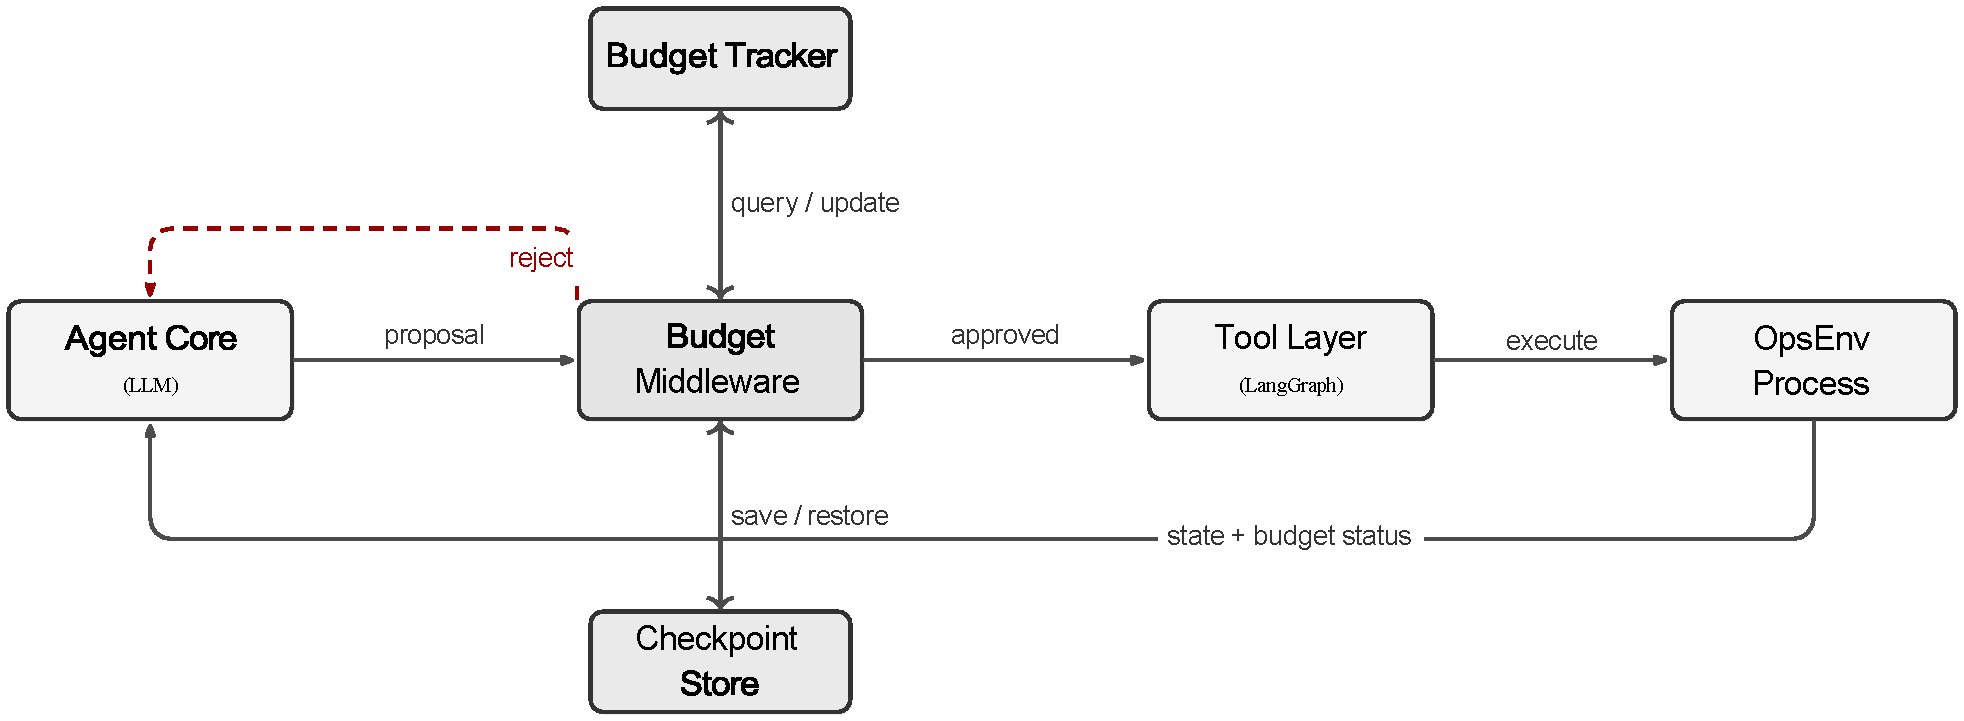 Budget Tracker
query / update
reject
Agent Core
(LLM)
proposal
Budget
Middleware
approved
Tool Layer
(LangGraph)
execute
OpsEnv
Process
save / restore
state + budget status
Checkpoint
Store